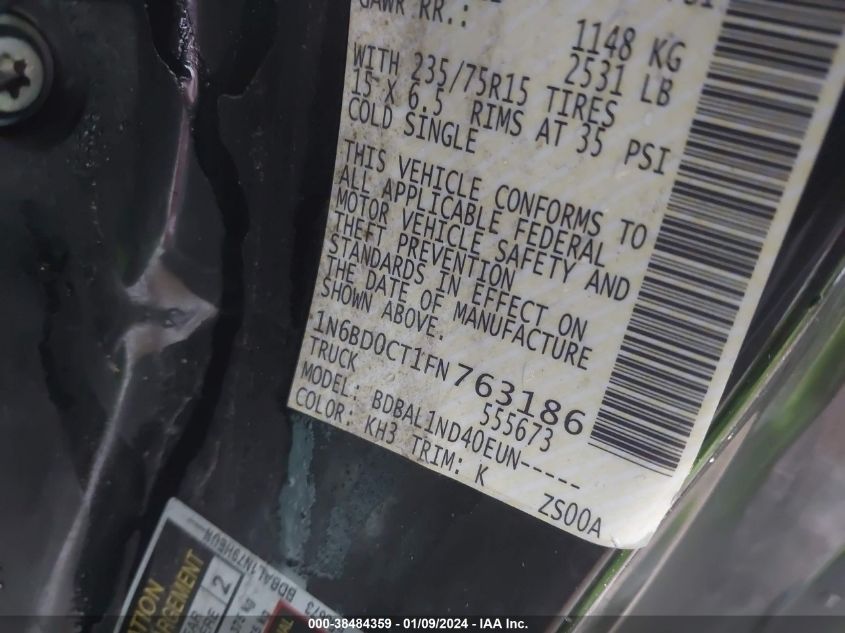 GAWR RR.:
1148 KG
2531 LB
WITH 235/75R15 TIRES
15 X 6.5 RIMS AT 35 PSI
COLD SINGLE
THIS VEHICLE CONFORMS TO
ALL APPLICABLE FEDERAL
MOTOR VEHICLE SAFETY AND
THEFT PREVENTION
STANDARDS IN EFFECT ON
THE DATE OF MANUFACTURE
SHOWN ABOVE.
1N6BD0CT1FN763186
TRUCK 555673
MODEL: BDBAL1ND40EUN-----
COLOR: KH3 TRIM: K
ZS00A
2
000-38484359 - 01/09/2024 - IAA Inc.